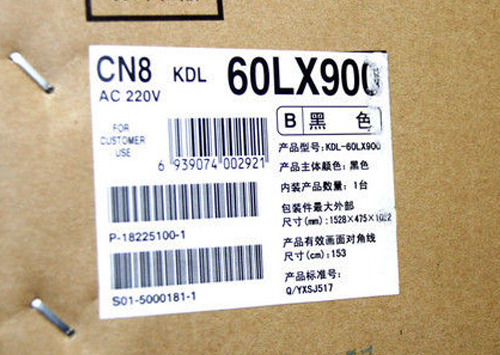 CN8 KDL 60LX900
AC 220V
B 黑 色
FOR
CUSTOMER
USE
6 939074 002921
P-18225100-1
S01-5000181-1
产品型号: KDL-60LX900
产品主体颜色: 黑色
内装产品数量: 1台
包装件最大外部
尺寸(mm): 1528×475×1082
产品有效画面对角线
尺寸(cm): 153
产品标准号:
Q/YXSJ517